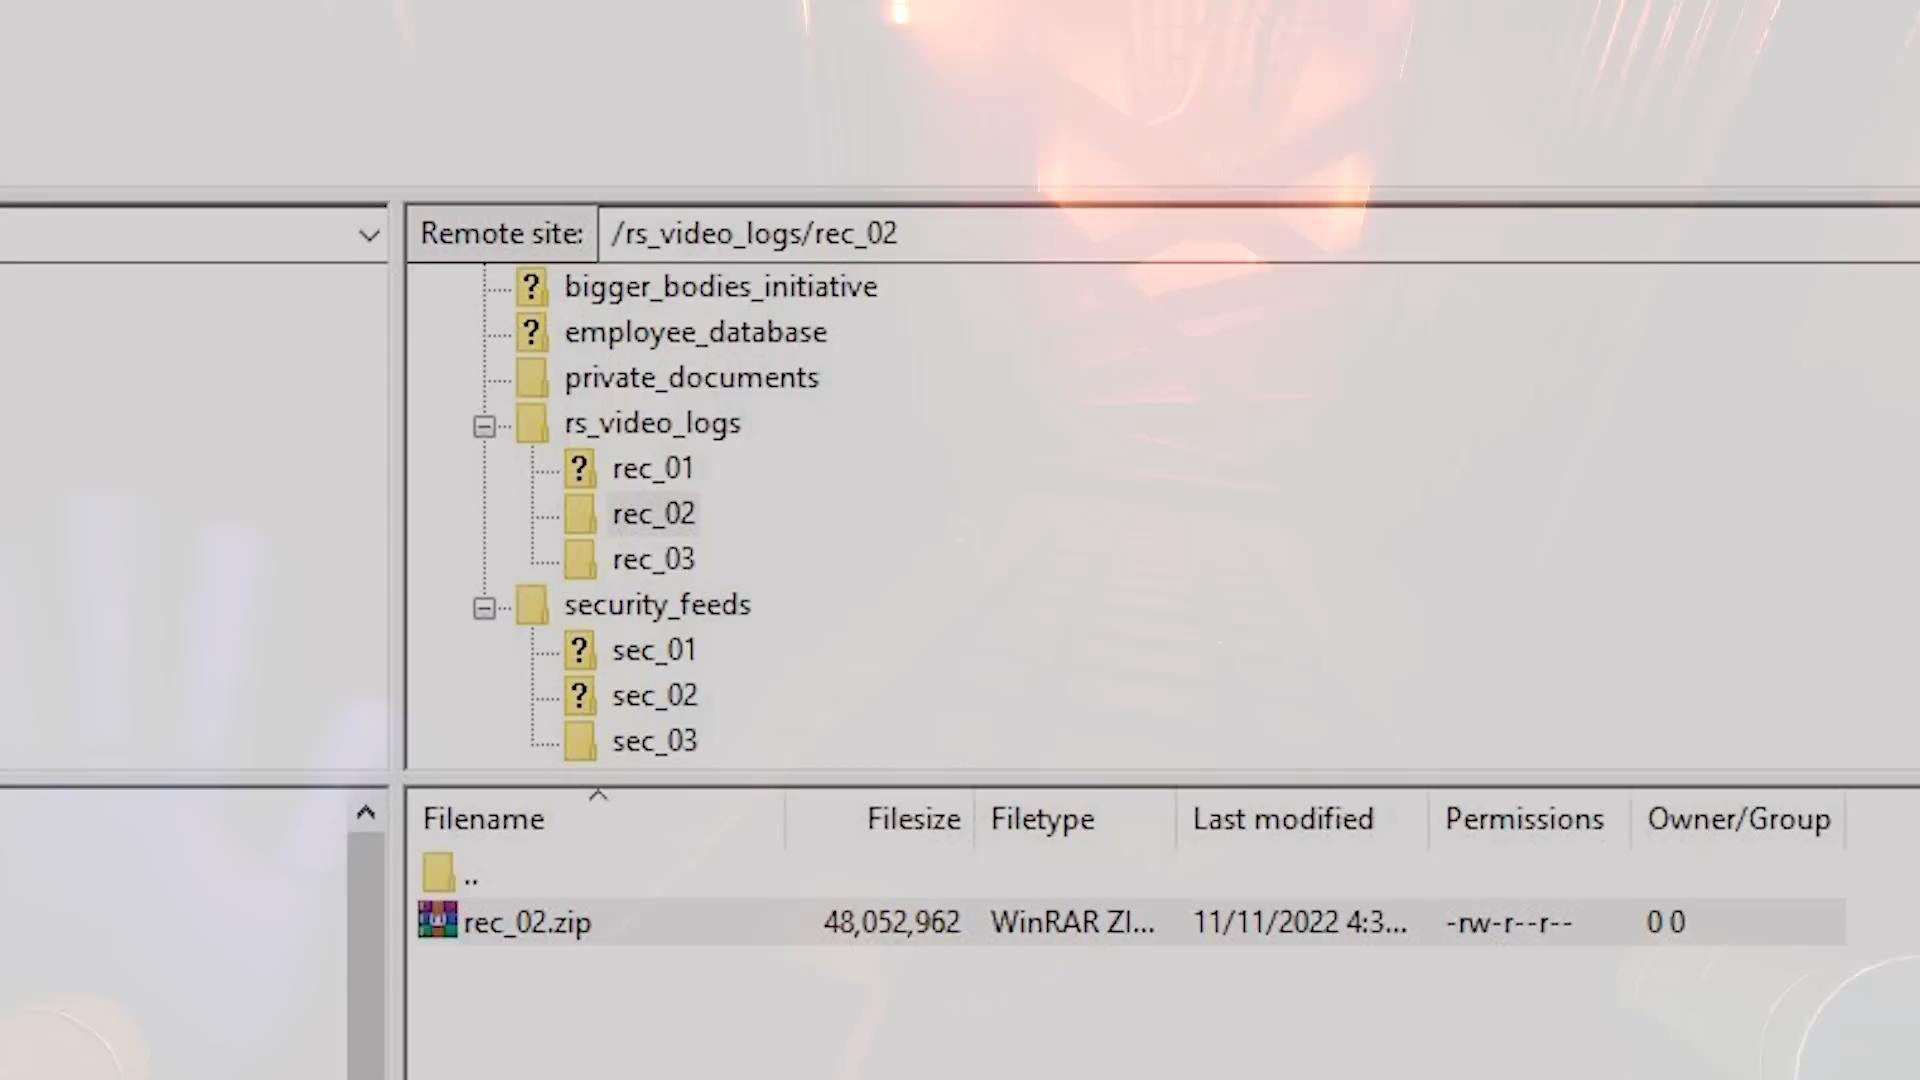 Remote site: /rs_video_logs/rec_02
bigger_bodies_initiative
employee_database
private_documents
rs_video_logs
rec_01
rec_02
rec_03
security_feeds
sec_01
sec_02
sec_03
Filename Filesize Filetype Last modified Permissions Owner/Group
..
rec_02.zip 48,052,962 WinRAR ZI... 11/11/2022 4:3... -rw-r--r-- 0 0